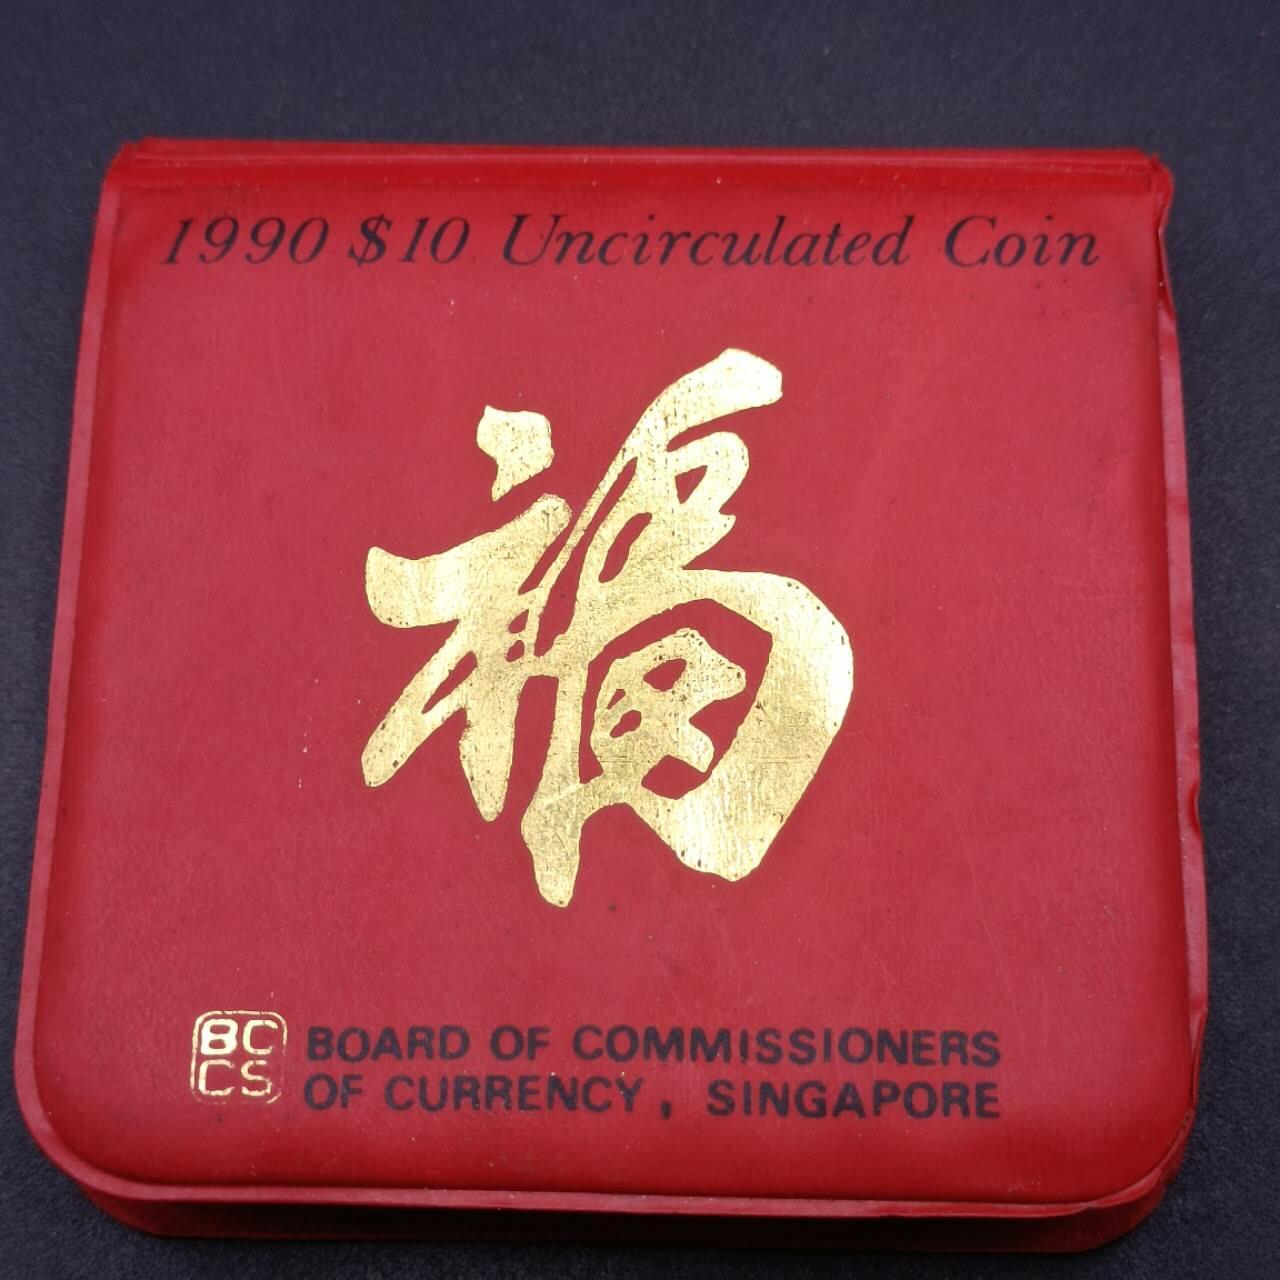 1990 $10 Uncirculated Coin
福
BC
CS
BOARD OF COMMISSIONERS
OF CURRENCY, SINGAPORE